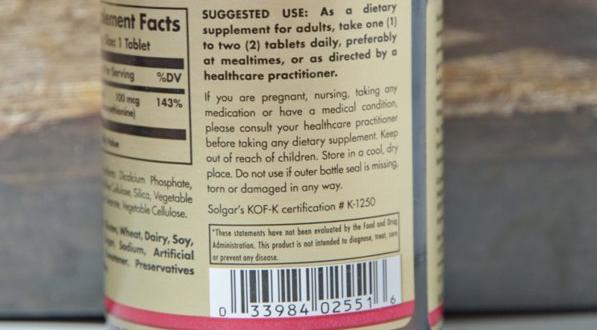 ement Facts
Size: 1 Tablet
Serving %DV
100 mcg 143%
Value
Dicalcium Phosphate,
Cellulose, Silica, Vegetable
Vegetable Cellulose.
Wheat, Dairy, Soy,
Sodium, Artificial
Preservatives
SUGGESTED USE: As a dietary
supplement for adults, take one (1)
to two (2) tablets daily, preferably
at mealtimes, or as directed by a
healthcare practitioner.
If you are pregnant, nursing, taking any
medication or have a medical condition,
please consult your healthcare practitioner
before taking any dietary supplement. Keep
out of reach of children. Store in a cool, dry
place. Do not use if outer bottle seal is missing,
torn or damaged in any way.
Solgar's KOF-K certification # K-1250
*These statements have not been evaluated by the Food and Drug
Administration. This product is not intended to diagnose, treat, cure
or prevent any disease.
0 33984 02551 6